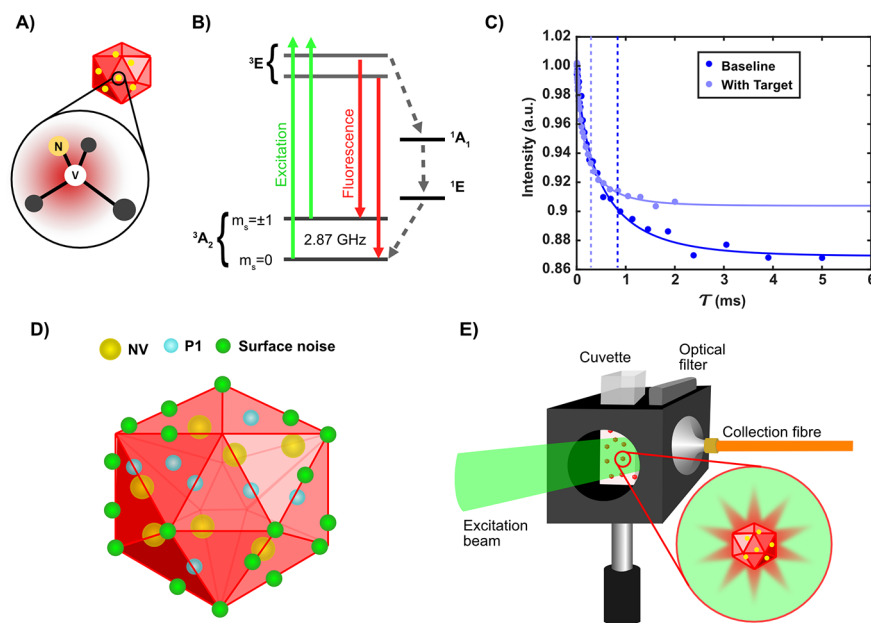 A)
N
V
B)
³E
Excitation
Fluorescence
¹A₁
¹E
³A₂
mₛ=±1
2.87 GHz
mₛ=0
C)
Intensity (a.u.)
1.02
1.00
0.98
0.96
0.94
0.92
0.9
0.88
0.86
0
1
2
3
4
5
6
𝒯 (ms)
Baseline
With Target
D)
NV
P1
Surface noise
E)
Cuvette
Optical
filter
Collection fibre
Excitation
beam